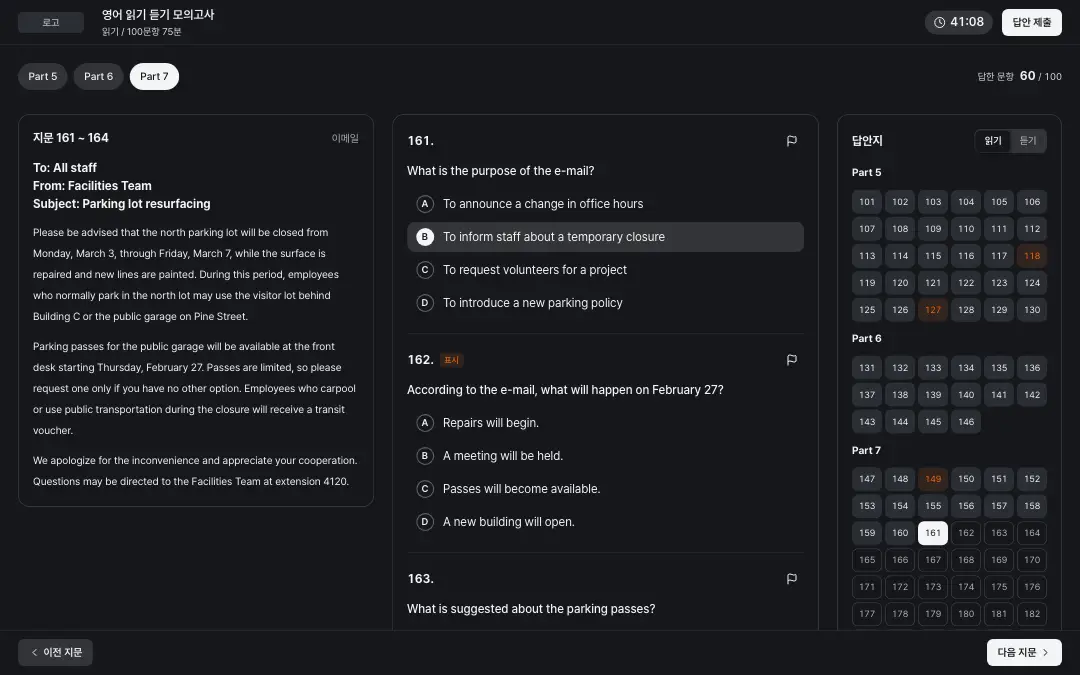 로고
영어 읽기 듣기 모의고사
읽기 / 100문항 75분
41:08
답안 제출
Part 5
Part 6
Part 7
답한 문항 60 / 100
지문 161 ~ 164
이메일
To: All staff
From: Facilities Team
Subject: Parking lot resurfacing
Please be advised that the north parking lot will be closed from
Monday, March 3, through Friday, March 7, while the surface is
repaired and new lines are painted. During this period, employees
who normally park in the north lot may use the visitor lot behind
Building C or the public garage on Pine Street.
Parking passes for the public garage will be available at the front
desk starting Thursday, February 27. Passes are limited, so please
request one only if you have no other option. Employees who carpool
or use public transportation during the closure will receive a transit
voucher.
We apologize for the inconvenience and appreciate your cooperation.
Questions may be directed to the Facilities Team at extension 4120.
161.
What is the purpose of the e-mail?
A To announce a change in office hours
B To inform staff about a temporary closure
C To request volunteers for a project
D To introduce a new parking policy
162. 표시
According to the e-mail, what will happen on February 27?
A Repairs will begin.
B A meeting will be held.
C Passes will become available.
D A new building will open.
163.
What is suggested about the parking passes?
답안지
읽기 듣기
Part 5
101 102 103 104 105 106
107 108 109 110 111 112
113 114 115 116 117 118
119 120 121 122 123 124
125 126 127 128 129 130
Part 6
131 132 133 134 135 136
137 138 139 140 141 142
143 144 145 146
Part 7
147 148 149 150 151 152
153 154 155 156 157 158
159 160 161 162 163 164
165 166 167 168 169 170
171 172 173 174 175 176
177 178 179 180 181 182
이전 지문
다음 지문